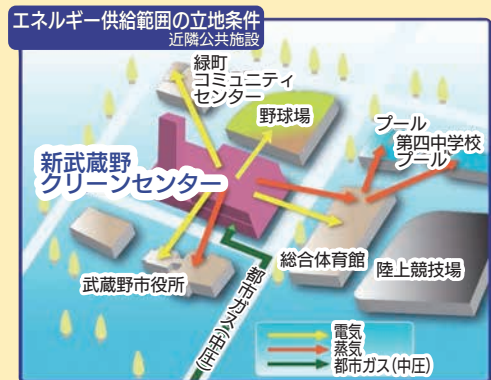 エネルギー供給範囲の立地条件
近隣公共施設
緑町
コミュニティ
センター
野球場
プール
第四中学校
プール
新武蔵野
クリーンセンター
総合体育館
陸上競技場
武蔵野市役所
都市ガス(中圧)
電気
蒸気
都市ガス(中圧)